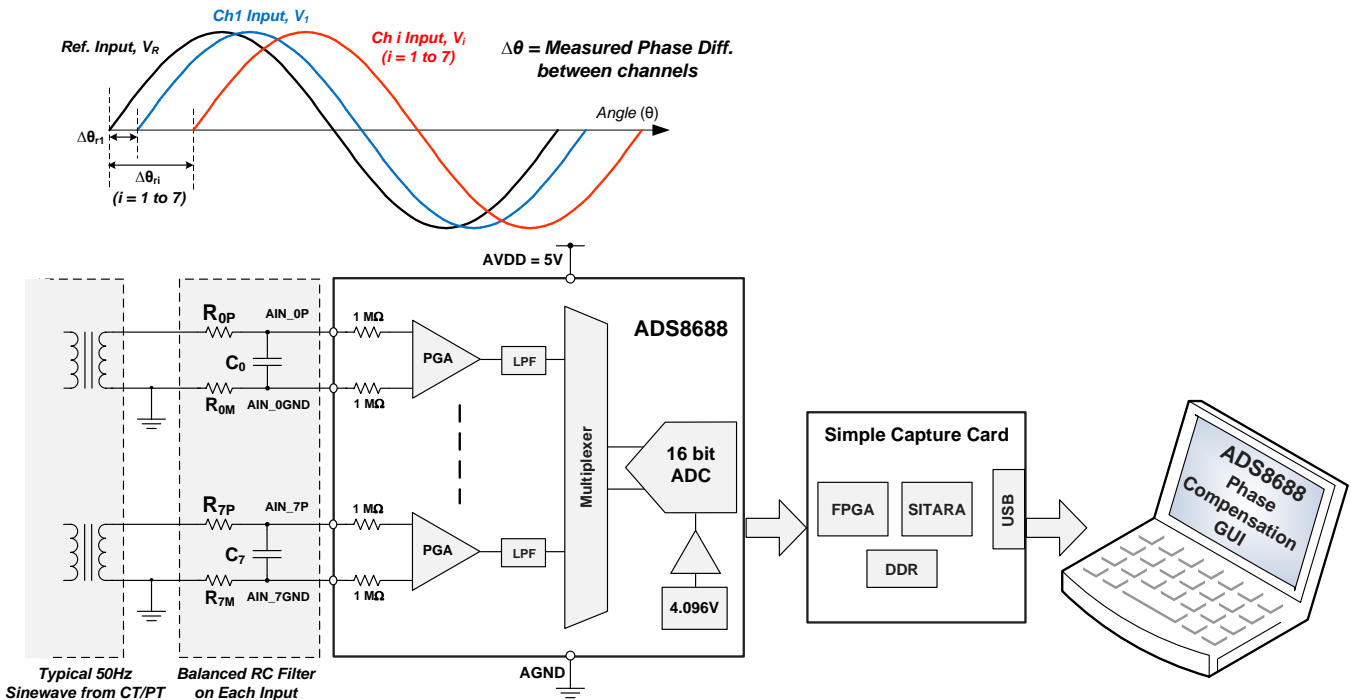 Ch1 Input, V1
Ref. Input, VR
Ch i Input, Vi
(i = 1 to 7)
Δθ = Measured Phase Diff.
between channels
Angle (θ)
Δθr1
Δθri
(i = 1 to 7)
AVDD = 5V
R0P
AIN_0P
1 MΩ
C0
PGA
LPF
ADS8688
R0M
AIN_0GND
1 MΩ
Multiplexer
16 bit
ADC
R7P
AIN_7P
1 MΩ
C7
PGA
LPF
R7M
AIN_7GND
1 MΩ
4.096V
AGND
Simple Capture Card
FPGA
SITARA
USB
DDR
ADS8688
Phase
Compensation
GUI
Typical 50Hz
Sinewave from CT/PT
Balanced RC Filter
on Each Input